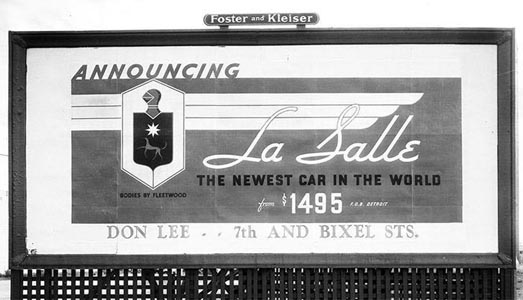 Foster and Kleiser
ANNOUNCING
La Salle
THE NEWEST CAR IN THE WORLD
BODIES BY FLEETWOOD
from $1495 F.O.B. DETROIT
DON LEE - - 7th AND BIXEL STS.